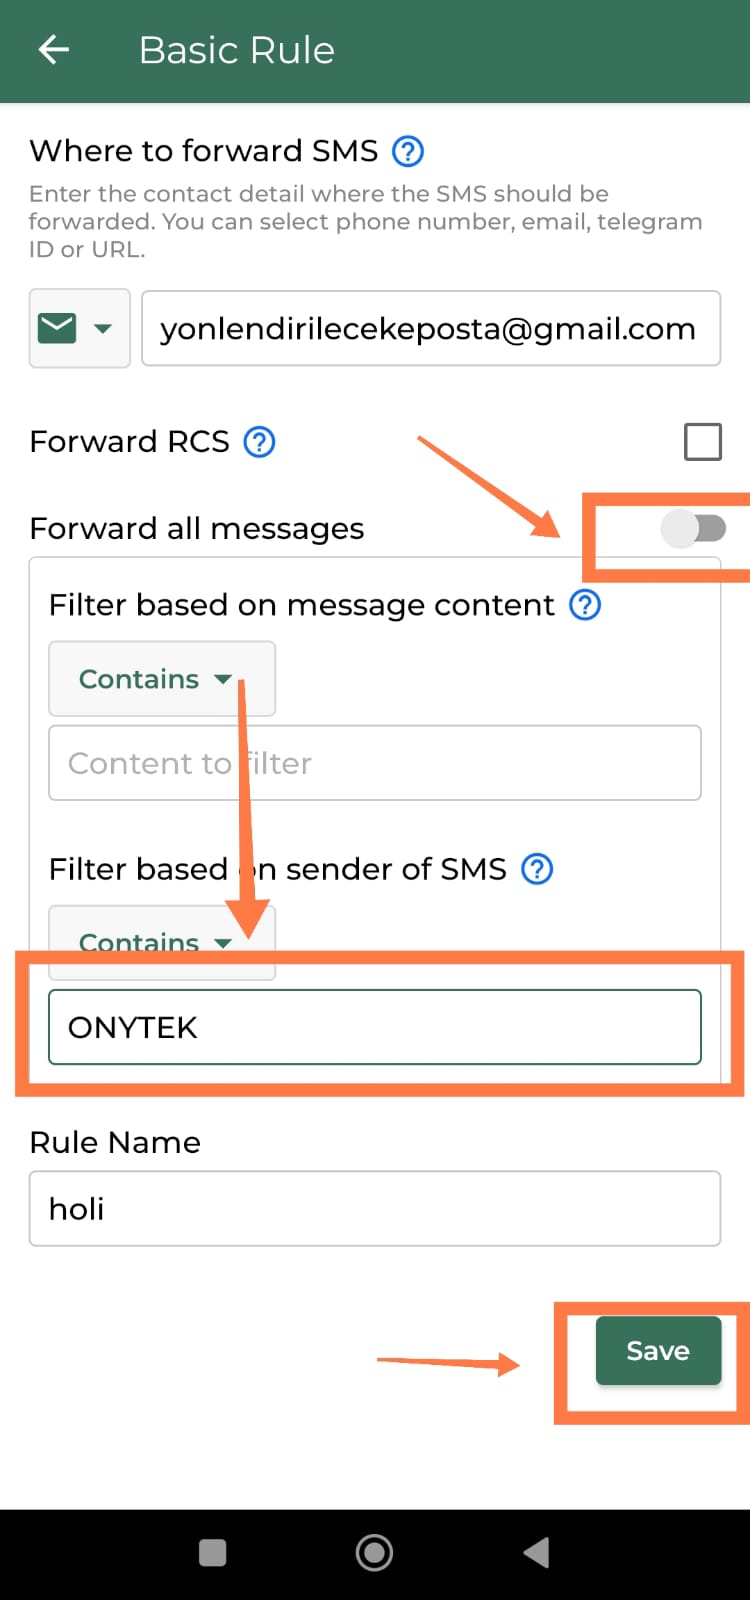 Basic Rule
Where to forward SMS ?
Enter the contact detail where the SMS should be
forwarded. You can select phone number, email, telegram
ID or URL.
yonlendirilecekeposta@gmail.com
Forward RCS ?
Forward all messages
Filter based on message content ?
Contains
Content to filter
Filter based on sender of SMS ?
Contains
ONYTEK
Rule Name
holi
Save